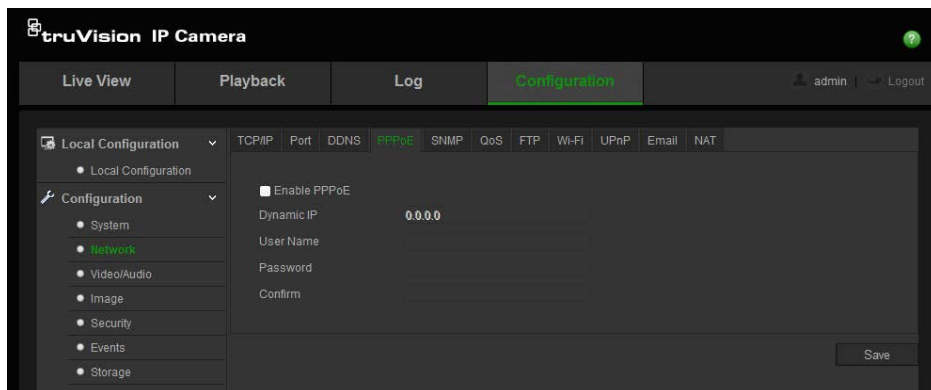 truVision IP Camera
?
Live View Playback Log Configuration admin | Logout
Local Configuration
Local Configuration
Configuration
System
Network
Video/Audio
Image
Security
Events
Storage
TCP/IP Port DDNS PPPoE SNMP QoS FTP Wi-Fi UPnP Email NAT
Enable PPPoE
Dynamic IP 0.0.0.0
User Name
Password
Confirm
Save